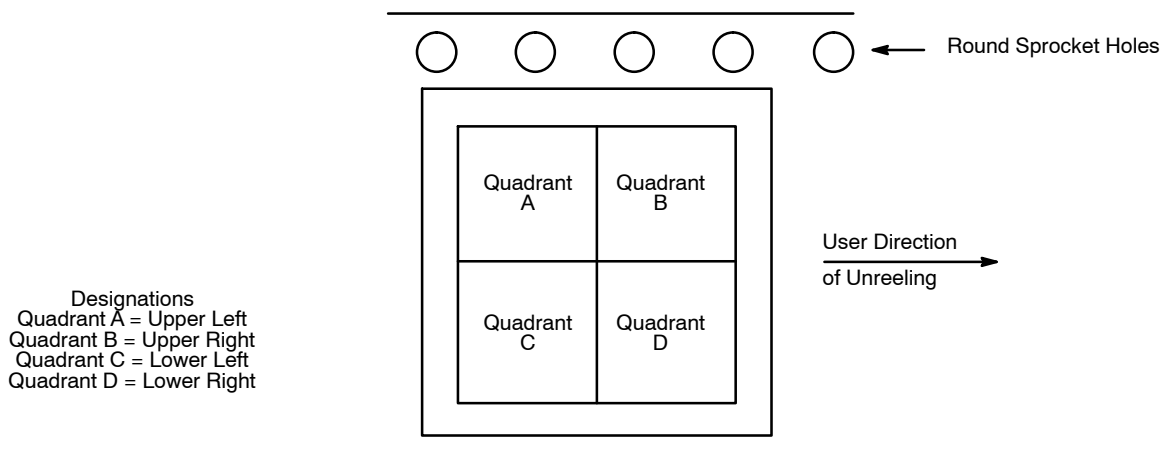 Round Sprocket Holes
Quadrant
A
Quadrant
B
User Direction
of Unreeling
Designations
Quadrant A = Upper Left
Quadrant B = Upper Right
Quadrant C = Lower Left
Quadrant D = Lower Right
Quadrant
C
Quadrant
D